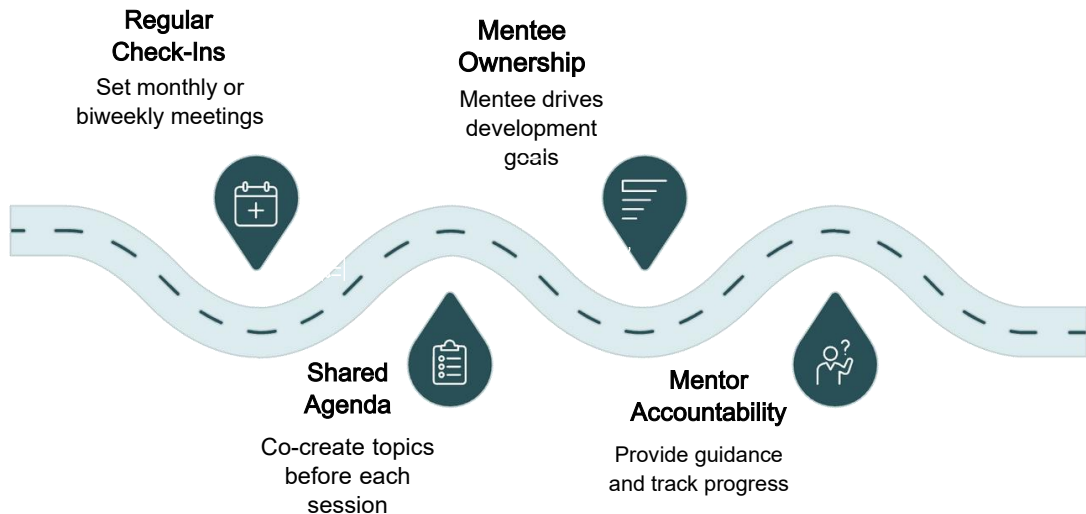 Regular
Check-Ins
Set monthly or
biweekly meetings
Mentee
Ownership
Mentee drives
development
goals
Shared
Agenda
Co-create topics
before each
session
Mentor
Accountability
Provide guidance
and track progress